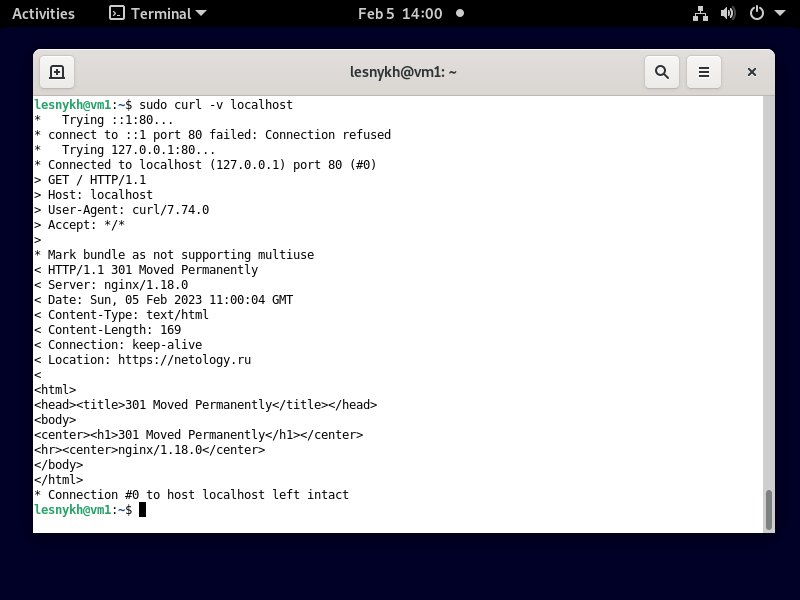 Activities Terminal Feb 5 14:00
lesnykh@vm1: ~
lesnykh@vm1:~$ sudo curl -v localhost
*   Trying ::1:80...
* connect to ::1 port 80 failed: Connection refused
*   Trying 127.0.0.1:80...
* Connected to localhost (127.0.0.1) port 80 (#0)
> GET / HTTP/1.1
> Host: localhost
> User-Agent: curl/7.74.0
> Accept: */*
>
* Mark bundle as not supporting multiuse
< HTTP/1.1 301 Moved Permanently
< Server: nginx/1.18.0
< Date: Sun, 05 Feb 2023 11:00:04 GMT
< Content-Type: text/html
< Content-Length: 169
< Connection: keep-alive
< Location: https://netology.ru
<
<html>
<head><title>301 Moved Permanently</title></head>
<body>
<center><h1>301 Moved Permanently</h1></center>
<hr><center>nginx/1.18.0</center>
</body>
</html>
* Connection #0 to host localhost left intact
lesnykh@vm1:~$